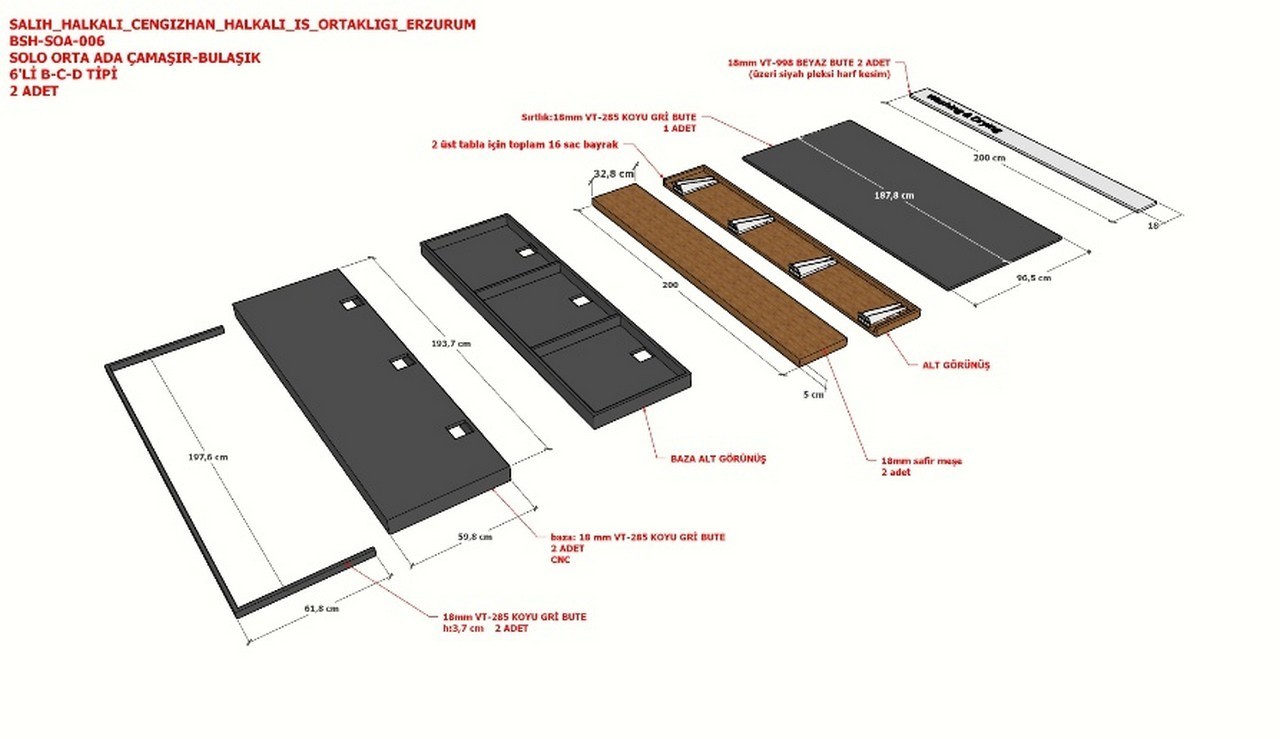 SALIH_HALKALI_CENGIZHAN_HALKALI_IS_ORTAKLIGI_ERZURUM
BSH-SOA-006
SOLO ORTA ADA ÇAMAŞIR-BULAŞIK
6'Lİ B-C-D TİPİ
2 ADET
18mm VT-998 BEYAZ BUTE 2 ADET
(üzeri siyah pleksi harf kesim)
Washing & Drying
200 cm
18
Sırtlık:18mm VT-285 KOYU GRİ BUTE
1 ADET
187,8 cm
96,5 cm
2 üst tabla için toplam 16 sac bayrak
32,8 cm
200
5 cm
ALT GÖRÜNÜŞ
18mm safir meşe
2 adet
BAZA ALT GÖRÜNÜŞ
193,7 cm
59,8 cm
baza: 18 mm VT-285 KOYU GRİ BUTE
2 ADET
CNC
197,6 cm
61,8 cm
18mm VT-285 KOYU GRİ BUTE
h:3,7 cm 2 ADET